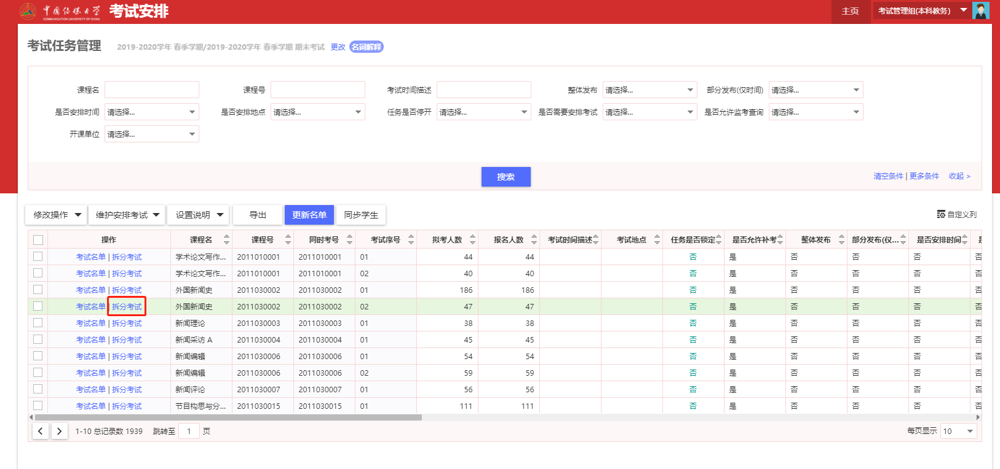 中国传媒大学
COMMUNICATION UNIVERSITY OF CHINA
考试安排
主页
考试管理组(本科教务)
考试任务管理 2019-2020学年 春季学期/2019-2020学年 春季学期 期末考试 更改 名词解释
课程名 课程号 考试时间描述 整体发布 请选择... 部分发布(仅时间) 请选择...
是否安排时间 请选择... 是否安排地点 请选择... 任务是否停开 请选择... 是否需要安排考试 请选择... 是否允许监考查询 请选择...
开课单位 请选择...
搜索
清空条件 | 更多条件 收起 >
修改操作 维护安排考试 设置说明 导出 更新名单 同步学生 自定义列
操作 课程名 课程号 同时考号 考试序号 拟考人数 报名人数 考试时间描述 考试地点 任务是否锁定 是否允许补考 整体发布 部分发布(仅... 是否安排时间 是
考试名单 | 拆分考试 学术论文写作... 2011010001 2011010001 01 44 44 否 是 否 否 否 否
考试名单 | 拆分考试 学术论文写作... 2011010001 2011010001 02 40 40 否 是 否 否 否 否
考试名单 | 拆分考试 外国新闻史 2011030002 2011030002 01 186 186 否 是 否 否 否 否
考试名单 | 拆分考试 外国新闻史 2011030002 2011030002 02 47 47 否 是 否 否 否 否
考试名单 | 拆分考试 新闻理论 2011030003 2011030003 01 38 38 否 是 否 否 否 否
考试名单 | 拆分考试 新闻采访 A 2011030004 2011030004 01 45 45 否 是 否 否 否 否
考试名单 | 拆分考试 新闻编辑 2011030006 2011030006 01 54 54 否 是 否 否 否 否
考试名单 | 拆分考试 新闻编辑 2011030006 2011030006 02 59 59 否 是 否 否 否 否
考试名单 | 拆分考试 新闻评论 2011030007 2011030007 01 56 56 否 是 否 否 否 否
考试名单 | 拆分考试 节目构思与分... 2011030015 2011030015 01 111 111 否 是 否 否 否 否
1-10 总记录数 1939 跳转至 1 页 每页显示 10